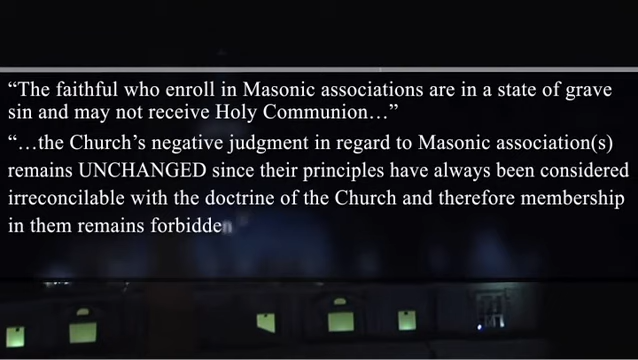 “The faithful who enroll in Masonic associations are in a state of grave
sin and may not receive Holy Communion…”
“…the Church’s negative judgment in regard to Masonic association(s)
remains UNCHANGED since their principles have always been considered
irreconcilable with the doctrine of the Church and therefore membership
in them remains forbidden ”